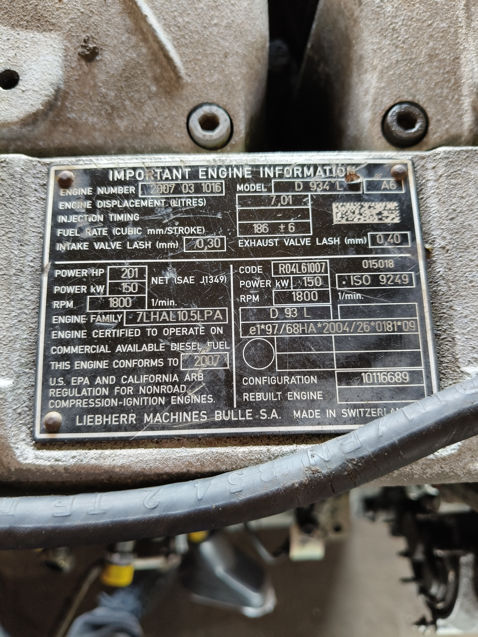 IMPORTANT ENGINE INFORMATION
ENGINE NUMBER 2007 03 1016 MODEL D 934 L A6
ENGINE DISPLACEMENT (LITRES) 7,01
INJECTION TIMING
FUEL RATE (CUBIC mm/STROKE) 186 ± 6
INTAKE VALVE LASH (mm) 0,30 EXHAUST VALVE LASH (mm) 0,40
POWER HP 201 NET (SAE J1349)
POWER kW 150
RPM 1800 1/min.
ENGINE FAMILY 7LHAL10.5LPA
ENGINE CERTIFIED TO OPERATE ON
COMMERCIAL AVAILABLE DIESEL FUEL
THIS ENGINE CONFORMS TO 2007
U.S. EPA AND CALIFORNIA ARB
REGULATION FOR NONROAD
COMPRESSION-IGNITION ENGINES.
CODE R04L61007 015018
POWER kW 150 ISO 9249
RPM 1800 1/min.
D 93 L
e1*97/68HA*2004/26*0181*09
CONFIGURATION 10116689
REBUILT ENGINE
LIEBHERR MACHINES BULLE S.A. MADE IN SWITZERLAND